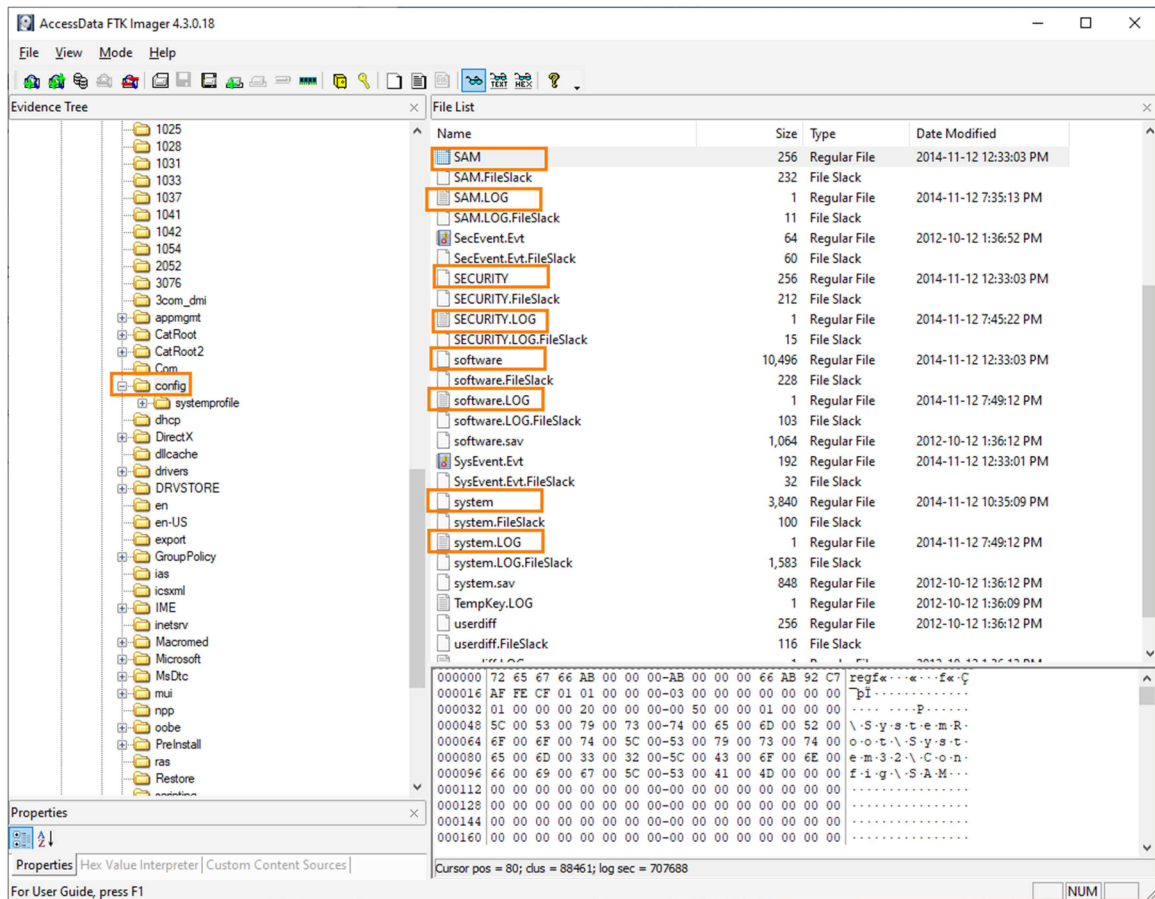 AccessData FTK Imager 4.3.0.18
File View Mode Help
Evidence Tree
1025
1028
1031
1033
1037
1041
1042
1054
2052
3076
3com_dmi
appmgmt
CatRoot
CatRoot2
Com
config
systemprofile
dhcp
DirectX
dllcache
drivers
DRVSTORE
en
en-US
export
GroupPolicy
ias
icsxml
IME
inetsrv
Macromed
Microsoft
MsDtc
mui
npp
oobe
PreInstall
ras
Restore
Properties
Properties Hex Value Interpreter Custom Content Sources
For User Guide, press F1
File List
Name Size Type Date Modified
SAM 256 Regular File 2014-11-12 12:33:03 PM
SAM.FileSlack 232 File Slack
SAM.LOG 1 Regular File 2014-11-12 7:35:13 PM
SAM.LOG.FileSlack 11 File Slack
SecEvent.Evt 64 Regular File 2012-10-12 1:36:52 PM
SecEvent.Evt.FileSlack 60 File Slack
SECURITY 256 Regular File 2014-11-12 12:33:03 PM
SECURITY.FileSlack 212 File Slack
SECURITY.LOG 1 Regular File 2014-11-12 7:45:22 PM
SECURITY.LOG.FileSlack 15 File Slack
software 10,496 Regular File 2014-11-12 12:33:03 PM
software.FileSlack 228 File Slack
software.LOG 1 Regular File 2014-11-12 7:49:12 PM
software.LOG.FileSlack 103 File Slack
software.sav 1,064 Regular File 2012-10-12 1:36:12 PM
SysEvent.Evt 192 Regular File 2014-11-12 12:33:01 PM
SysEvent.Evt.FileSlack 32 File Slack
system 3,840 Regular File 2014-11-12 10:35:09 PM
system.FileSlack 100 File Slack
system.LOG 1 Regular File 2014-11-12 7:49:12 PM
system.LOG.FileSlack 1,583 File Slack
system.sav 848 Regular File 2012-10-12 1:36:12 PM
TempKey.LOG 1 Regular File 2012-10-12 1:36:09 PM
userdiff 256 Regular File 2012-10-12 1:36:12 PM
userdiff.FileSlack 116 File Slack
000000 72 65 67 66 AB 00 00 00-AB 00 00 00 66 AB 92 C7 regf«···«···f«·Ç
000016 AF FE CF 01 01 00 00 00-03 00 00 00 00 00 00 00 ¯þÏ·············
000032 01 00 00 00 20 00 00 00-00 50 00 00 01 00 00 00 ···· ····P······
000048 5C 00 53 00 79 00 73 00-74 00 65 00 6D 00 52 00 \·S·y·s·t·e·m·R·
000064 6F 00 6F 00 74 00 5C 00-53 00 79 00 73 00 74 00 o·o·t·\·S·y·s·t·
000080 65 00 6D 00 33 00 32 00-5C 00 43 00 6F 00 6E 00 e·m·3·2·\·C·o·n·
000096 66 00 69 00 67 00 5C 00-53 00 41 00 4D 00 00 00 f·i·g·\·S·A·M···
000112 00 00 00 00 00 00 00 00-00 00 00 00 00 00 00 00 ················
000128 00 00 00 00 00 00 00 00-00 00 00 00 00 00 00 00 ················
000144 00 00 00 00 00 00 00 00-00 00 00 00 00 00 00 00 ················
000160 00 00 00 00 00 00 00 00-00 00 00 00 00 00 00 00 ················
Cursor pos = 80; clus = 88461; log sec = 707688
NUM